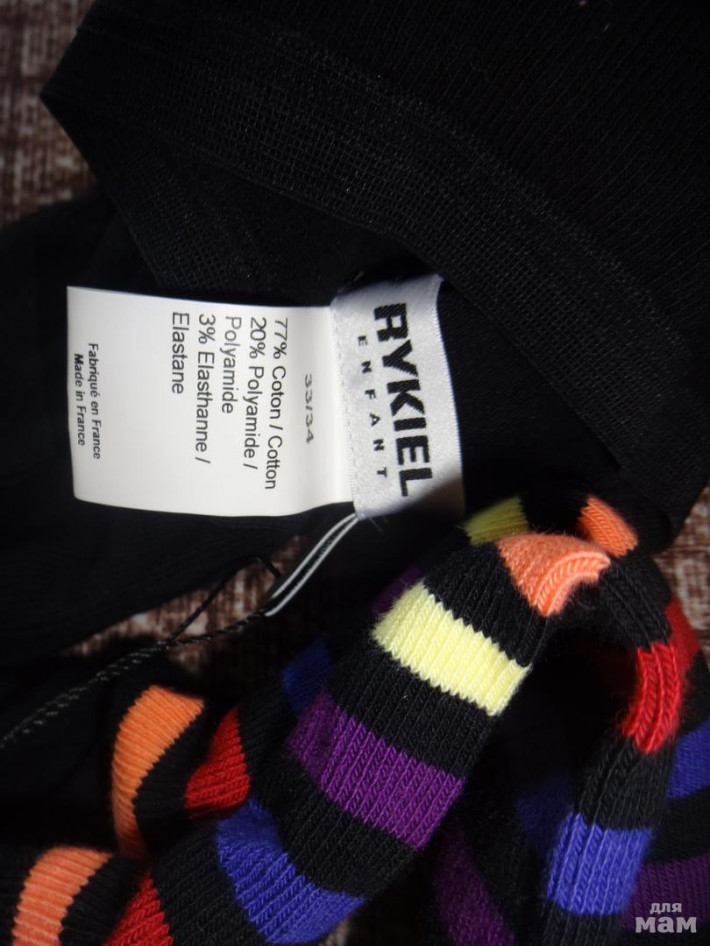 RYKIEL
ENFANT
33/34
77% Coton / Cotton
20% Polyamide /
Polyamide
3% Elasthanne /
Elastane
Fabriqué en France
Made in France
для
мам